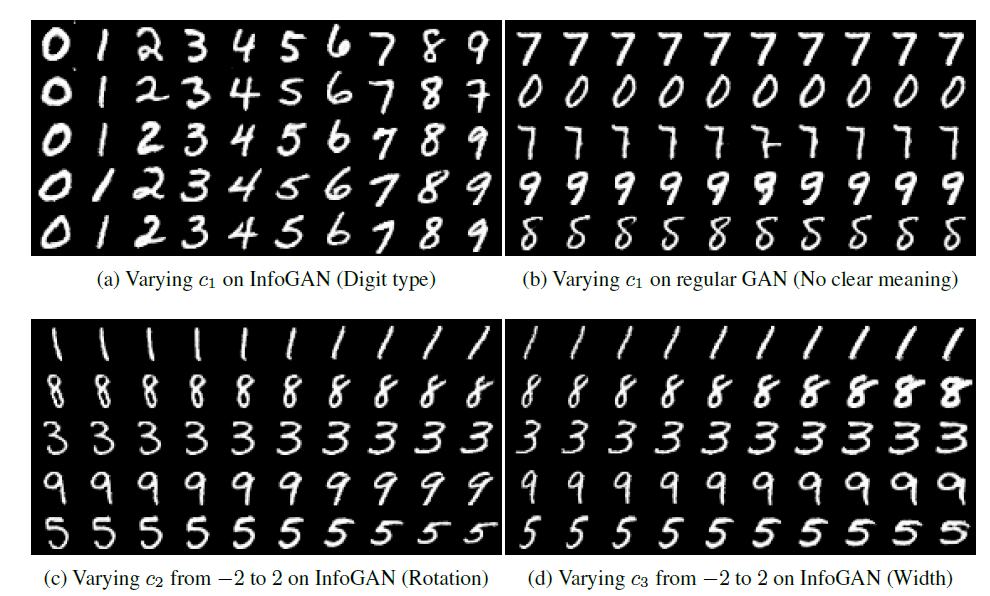 0 1 2 3 4 5 6 7 8 9
0 1 2 3 4 5 6 7 8 7
0 1 2 3 4 5 6 7 8 9
0 1 2 3 4 5 6 7 8 9
0 1 2 3 4 5 6 7 8 9
(a) Varying c₁ on InfoGAN (Digit type)
7 7 7 7 7 7 7 7 7 7
0 0 0 0 0 0 0 0 0 0
7 7 7 7 7 7 7 7 7 7
9 9 9 9 9 9 9 9 9 9
(b) Varying c₁ on regular GAN (No clear meaning)
1 1 1 1 1 1 1 1 1 1
8 8 8 8 8 8 8 8 8 8
3 3 3 3 3 3 3 3 3 3
9 9 9 9 9 9 9 9 9 9
5 5 5 5 5 5 5 5 5 5
(c) Varying c₂ from −2 to 2 on InfoGAN (Rotation)
1 1 1 1 1 1 1 1 1 1
8 8 8 8 8 8 8 8 8 8
3 3 3 3 3 3 3 3 3 3
9 9 9 9 9 9 9 9 9 9
5 5 5 5 5 5 5 5 5 5
(d) Varying c₃ from −2 to 2 on InfoGAN (Width)